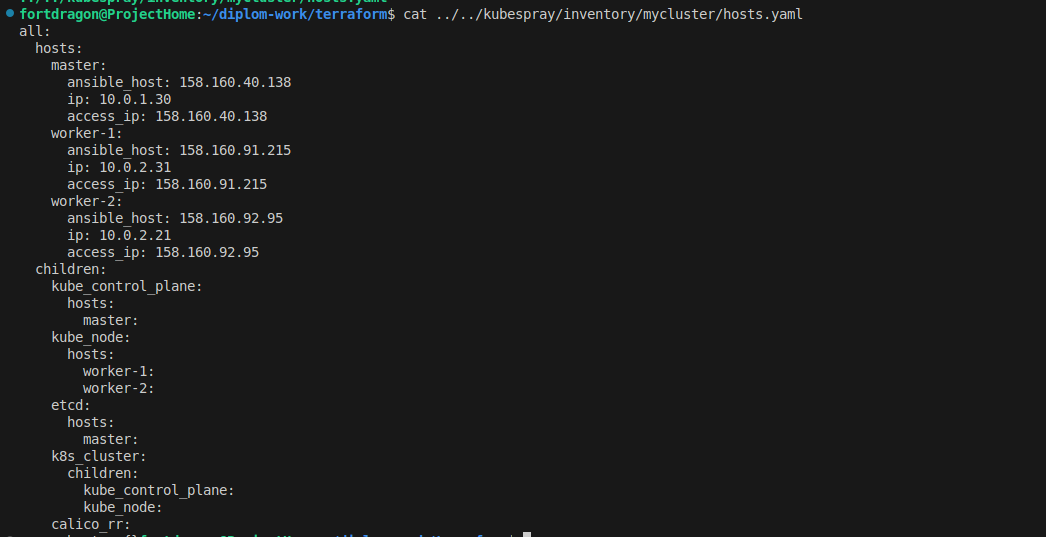 fortdragon@ProjectHome:~/diplom-work/terraform$ cat ../../kubespray/inventory/mycluster/hosts.yaml
all:
  hosts:
    master:
      ansible_host: 158.160.40.138
      ip: 10.0.1.30
      access_ip: 158.160.40.138
    worker-1:
      ansible_host: 158.160.91.215
      ip: 10.0.2.31
      access_ip: 158.160.91.215
    worker-2:
      ansible_host: 158.160.92.95
      ip: 10.0.2.21
      access_ip: 158.160.92.95
  children:
    kube_control_plane:
      hosts:
        master:
    kube_node:
      hosts:
        worker-1:
        worker-2:
    etcd:
      hosts:
        master:
    k8s_cluster:
      children:
        kube_control_plane:
        kube_node:
    calico_rr: